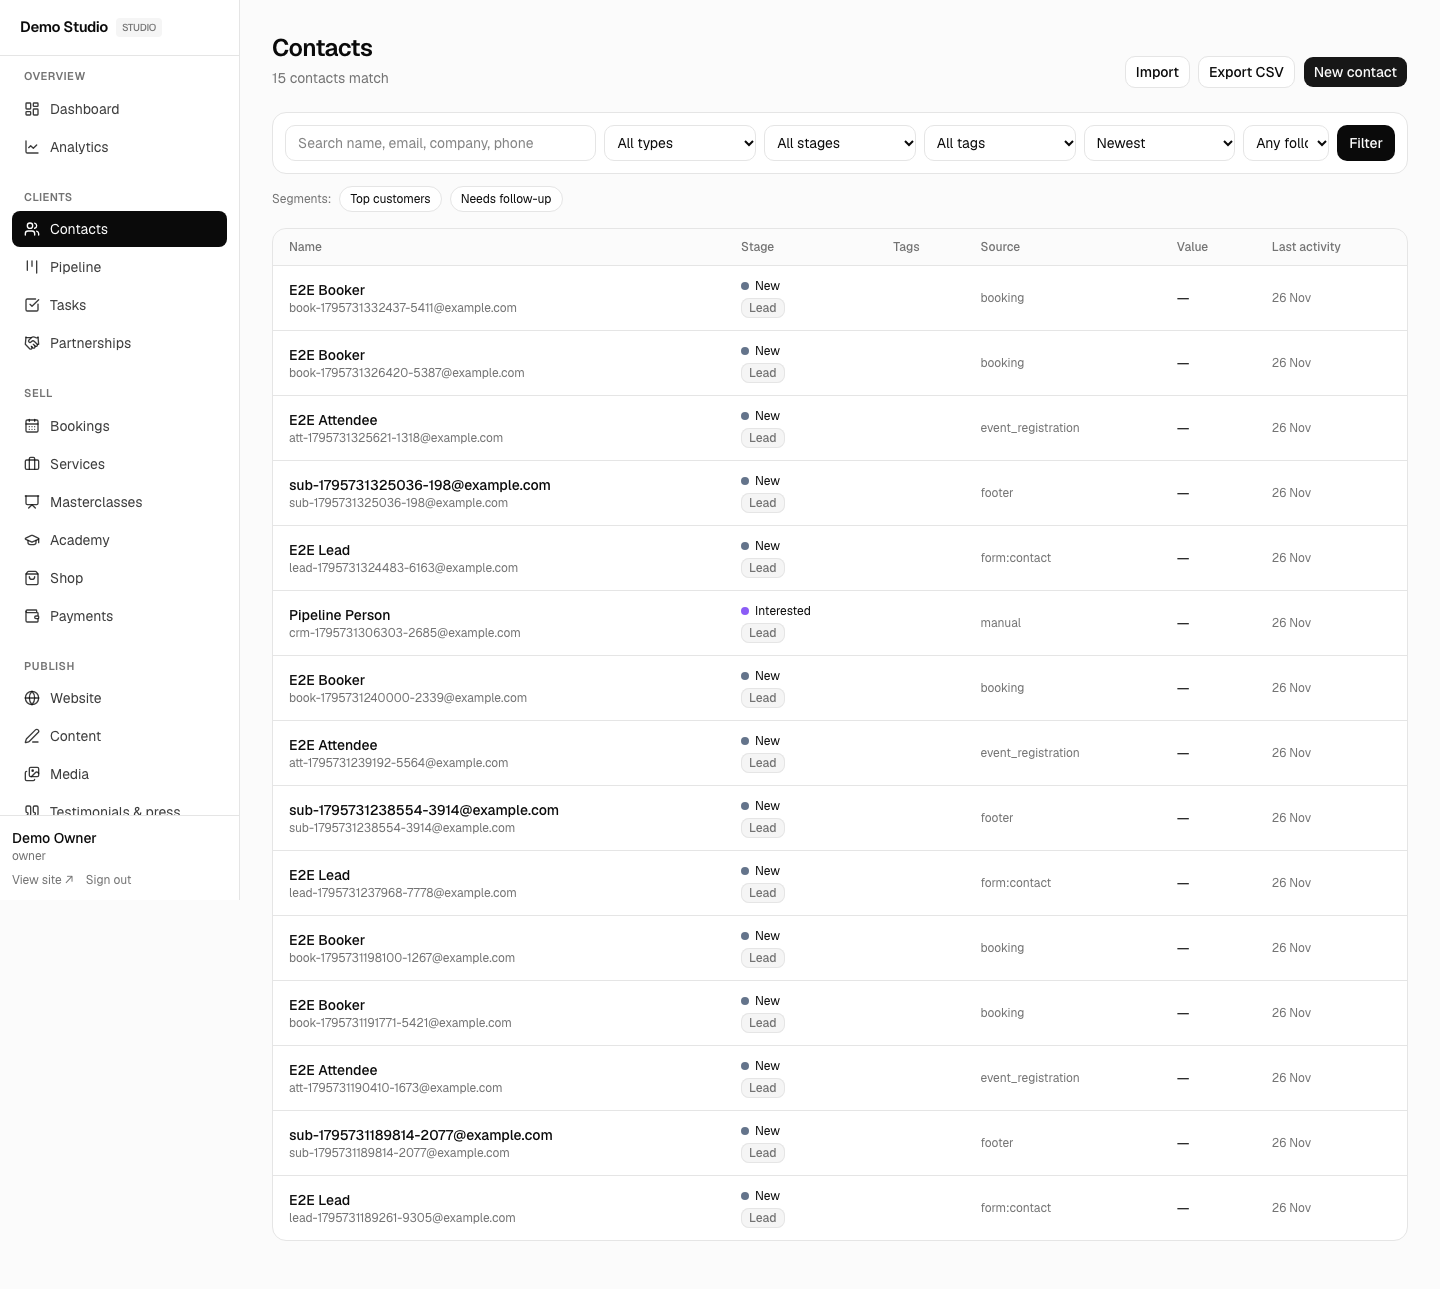 Demo Studio STUDIO
OVERVIEW
Dashboard
Analytics
CLIENTS
Contacts
Pipeline
Tasks
Partnerships
SELL
Bookings
Services
Masterclasses
Academy
Shop
Payments
PUBLISH
Website
Content
Media
Testimonials & press
Demo Owner
owner
View site ↗ Sign out
Contacts
15 contacts match
Import Export CSV New contact
Search name, email, company, phone All types All stages All tags Newest Any follo Filter
Segments: Top customers Needs follow-up
Name Stage Tags Source Value Last activity
E2E Booker New
book-1795731332437-5411@example.com Lead booking — 26 Nov
E2E Booker New
book-1795731326420-5387@example.com Lead booking — 26 Nov
E2E Attendee New
att-1795731325621-1318@example.com Lead event_registration — 26 Nov
sub-1795731325036-198@example.com New
sub-1795731325036-198@example.com Lead footer — 26 Nov
E2E Lead New
lead-1795731324483-6163@example.com Lead form:contact — 26 Nov
Pipeline Person Interested
crm-1795731306303-2685@example.com Lead manual — 26 Nov
E2E Booker New
book-1795731240000-2339@example.com Lead booking — 26 Nov
E2E Attendee New
att-1795731239192-5564@example.com Lead event_registration — 26 Nov
sub-1795731238554-3914@example.com New
sub-1795731238554-3914@example.com Lead footer — 26 Nov
E2E Lead New
lead-1795731237968-7778@example.com Lead form:contact — 26 Nov
E2E Booker New
book-1795731198100-1267@example.com Lead booking — 26 Nov
E2E Booker New
book-1795731191771-5421@example.com Lead booking — 26 Nov
E2E Attendee New
att-1795731190410-1673@example.com Lead event_registration — 26 Nov
sub-1795731189814-2077@example.com New
sub-1795731189814-2077@example.com Lead footer — 26 Nov
E2E Lead New
lead-1795731189261-9305@example.com Lead form:contact — 26 Nov